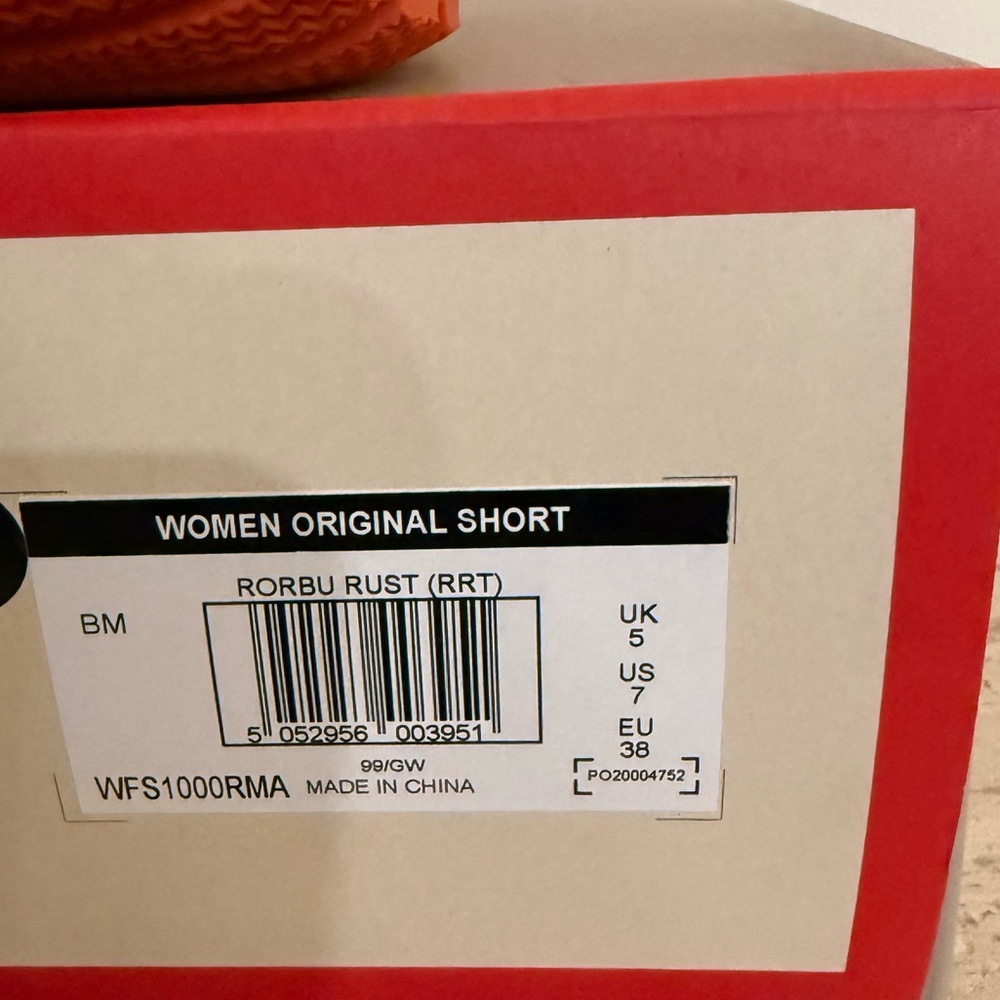 WOMEN ORIGINAL SHORT
RORBU RUST (RRT)
BM
UK
5
US
7
EU
38
5 052956 003951
99/GW
WFS1000RMA MADE IN CHINA
PO20004752